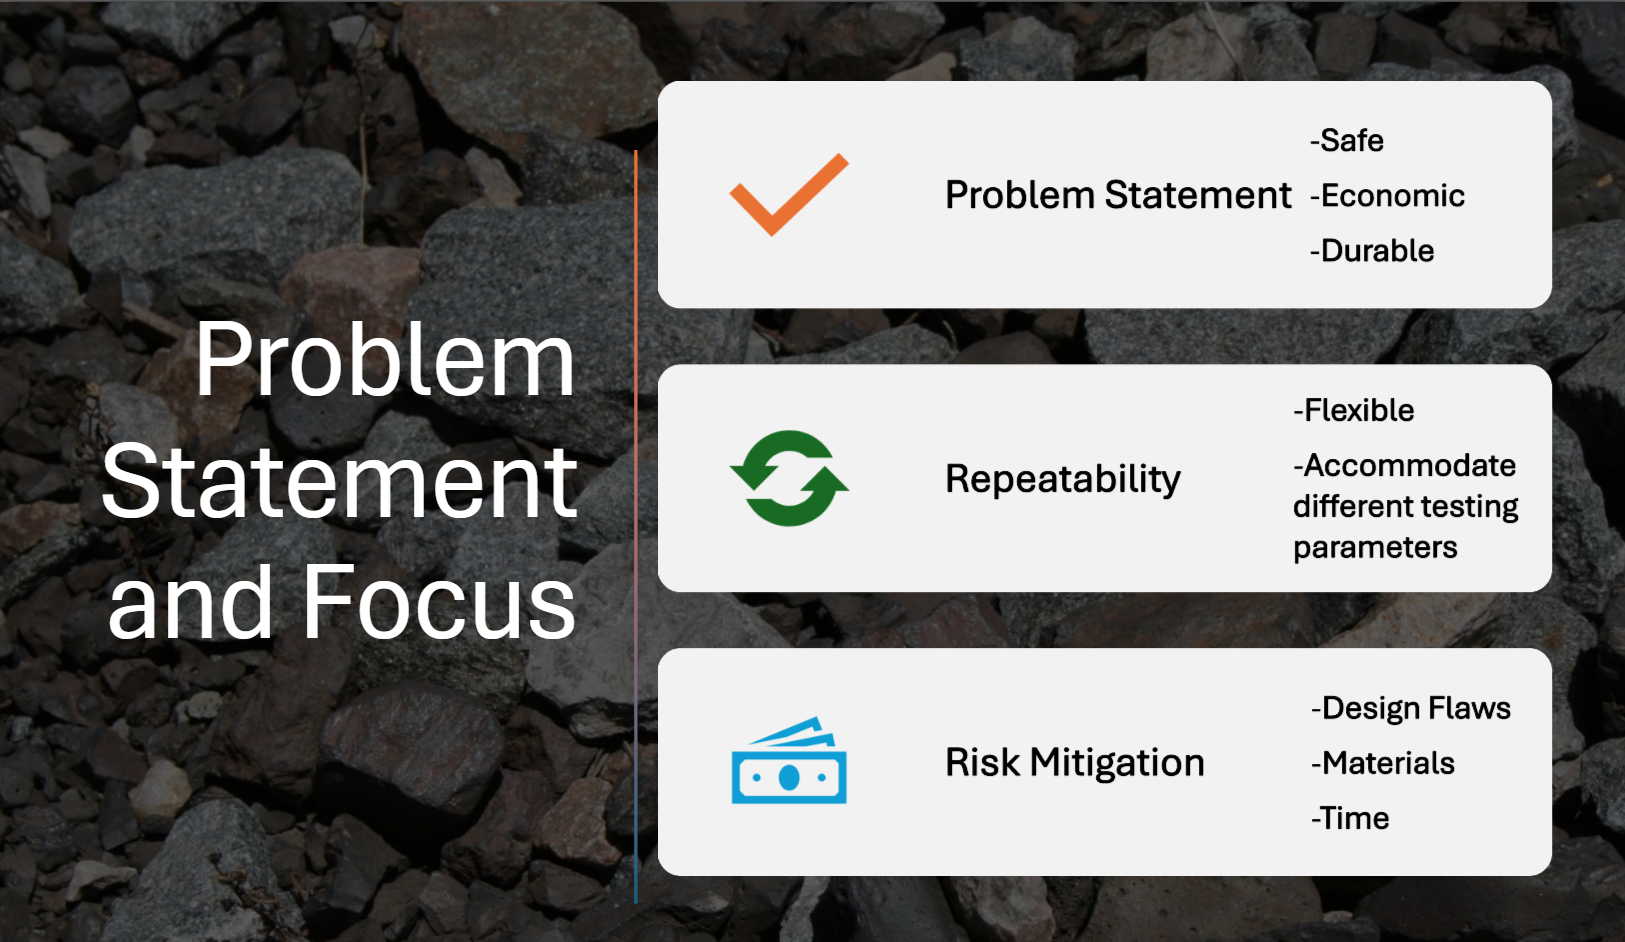 Problem
Statement
and Focus
Problem Statement
-Safe
-Economic
-Durable
Repeatability
-Flexible
-Accommodate
different testing
parameters
Risk Mitigation
-Design Flaws
-Materials
-Time